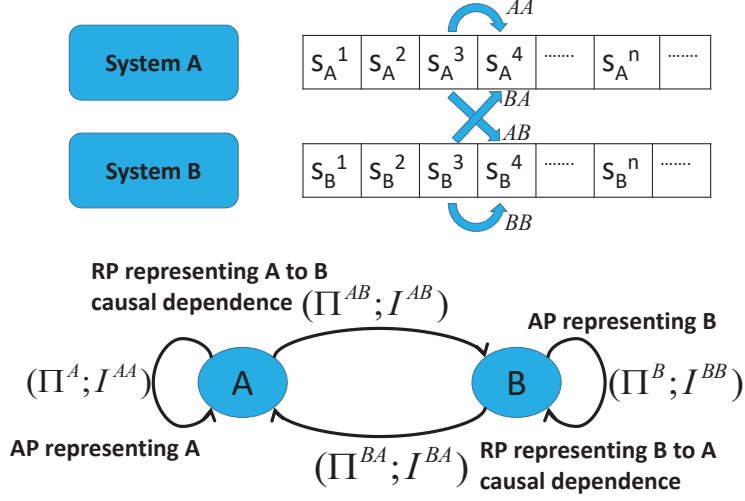 AA
System A
S_A^1 S_A^2 S_A^3 S_A^4 ....... S_A^n .......
BA
AB
System B
S_B^1 S_B^2 S_B^3 S_B^4 ....... S_B^n .......
BB
RP representing A to B
causal dependence
(Π^{AB}; I^{AB})
AP representing B
(Π^A; I^{AA})
A
B
(Π^B; I^{BB})
AP representing A
(Π^{BA}; I^{BA})
RP representing B to A
causal dependence